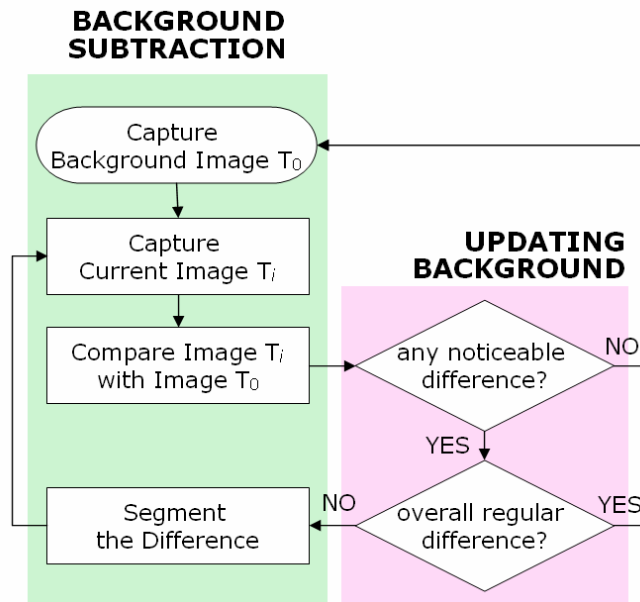 BACKGROUND
SUBTRACTION
Capture
Background Image T₀
Capture
Current Image Tᵢ
UPDATING
BACKGROUND
Compare Image Tᵢ
with Image T₀
any noticeable
difference?
NO
YES
Segment
the Difference
NO
overall regular
difference?
YES